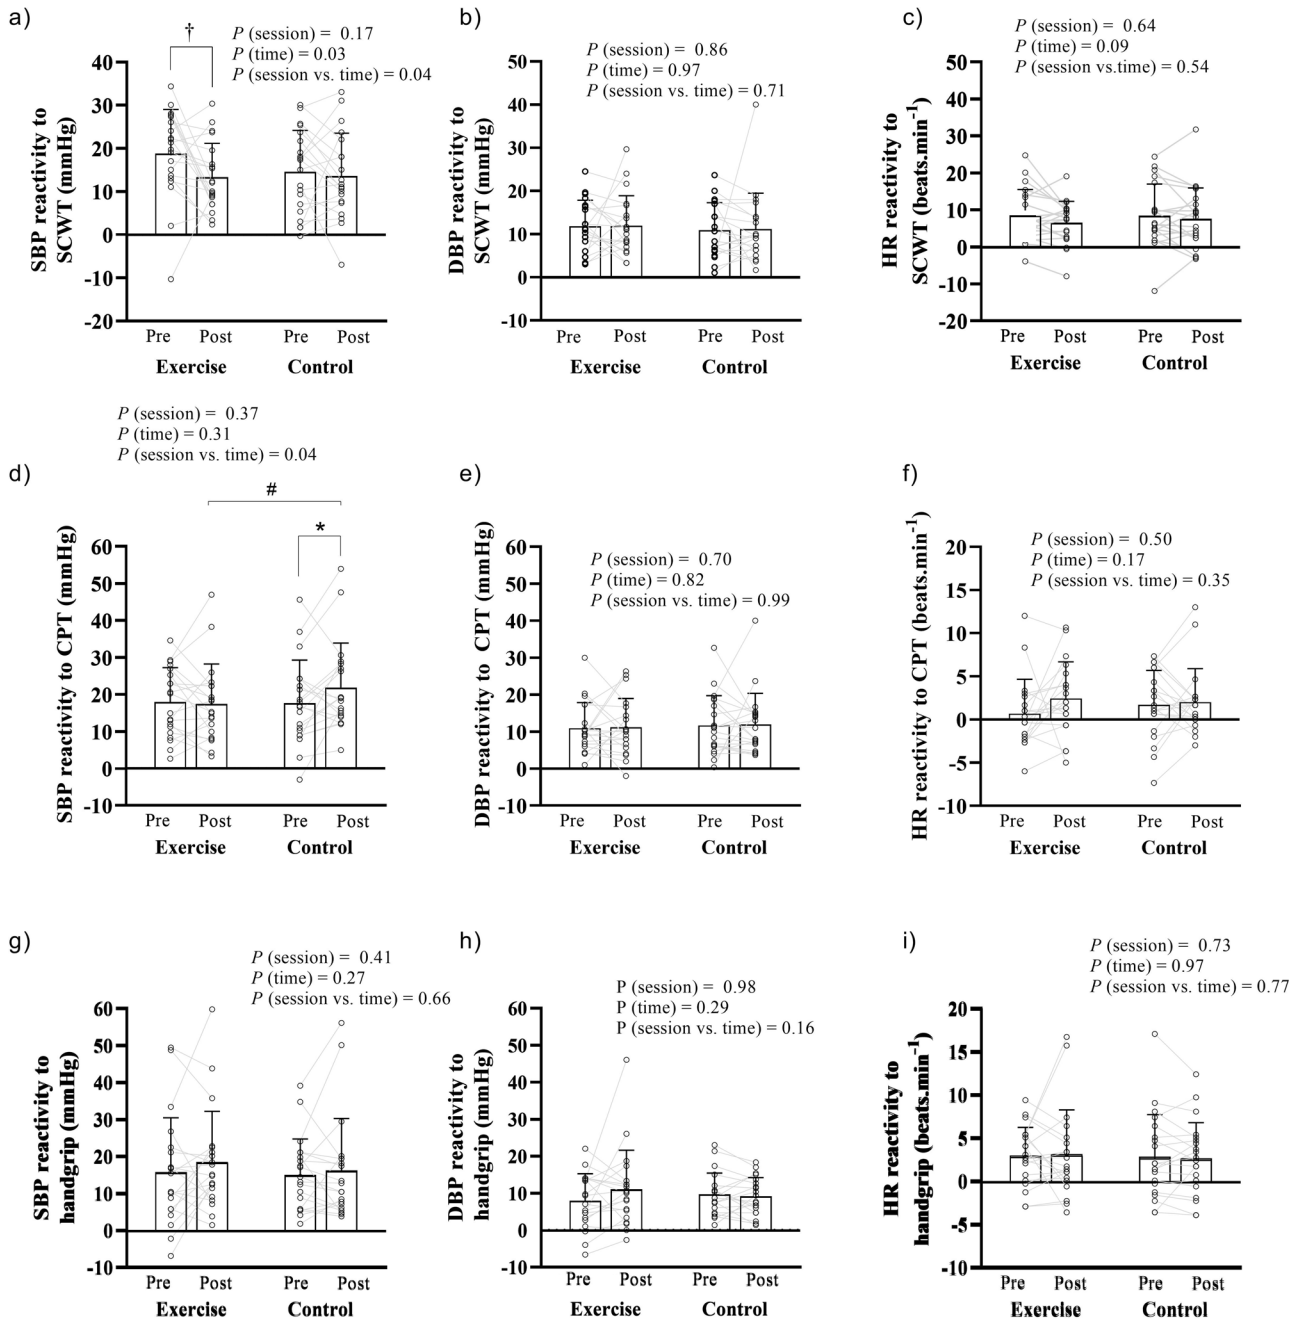 a)
†
P (session) = 0.17
P (time) = 0.03
P (session vs. time) = 0.04
SBP reactivity to
SCWT (mmHg)
40
30
20
10
0
-10
-20
Pre
Post
Pre
Post
Exercise
Control
b)
P (session) = 0.86
P (time) = 0.97
P (session vs. time) = 0.71
DBP reactivity to
SCWT (mmHg)
50
40
30
20
10
0
-10
Pre
Post
Pre
Post
Exercise
Control
c)
P (session) = 0.64
P (time) = 0.09
P (session vs.time) = 0.54
HR reactivity to
SCWT (beats.min⁻¹)
50
40
30
20
10
0
-10
-20
Pre
Post
Pre
Post
Exercise
Control
P (session) = 0.37
P (time) = 0.31
P (session vs. time) = 0.04
d)
#
*
SBP reactivity to CPT (mmHg)
60
50
40
30
20
10
0
-10
Pre
Post
Pre
Post
Exercise
Control
e)
P (session) = 0.70
P (time) = 0.82
P (session vs. time) = 0.99
DBP reactivity to CPT (mmHg)
60
50
40
30
20
10
0
-10
Pre
Post
Pre
Post
Exercise
Control
f)
P (session) = 0.50
P (time) = 0.17
P (session vs. time) = 0.35
HR reactivity to CPT (beats.min⁻¹)
20
15
10
5
0
-5
-10
Pre
Post
Pre
Post
Exercise
Control
g)
P (session) = 0.41
P (time) = 0.27
P (session vs. time) = 0.66
SBP reactivity to
handgrip (mmHg)
60
50
40
30
20
10
0
-10
Pre
Post
Pre
Post
Exercise
Control
h)
P (session) = 0.98
P (time) = 0.29
P (session vs. time) = 0.16
DBP reactivity to
handgrip (mmHg)
60
50
40
30
20
10
0
-10
Pre
Post
Pre
Post
Exercise
Control
i)
P (session) = 0.73
P (time) = 0.97
P (session vs. time) = 0.77
HR reactivity to
handgrip (beats.min⁻¹)
20
15
10
5
0
-5
-10
Pre
Post
Pre
Post
Exercise
Control